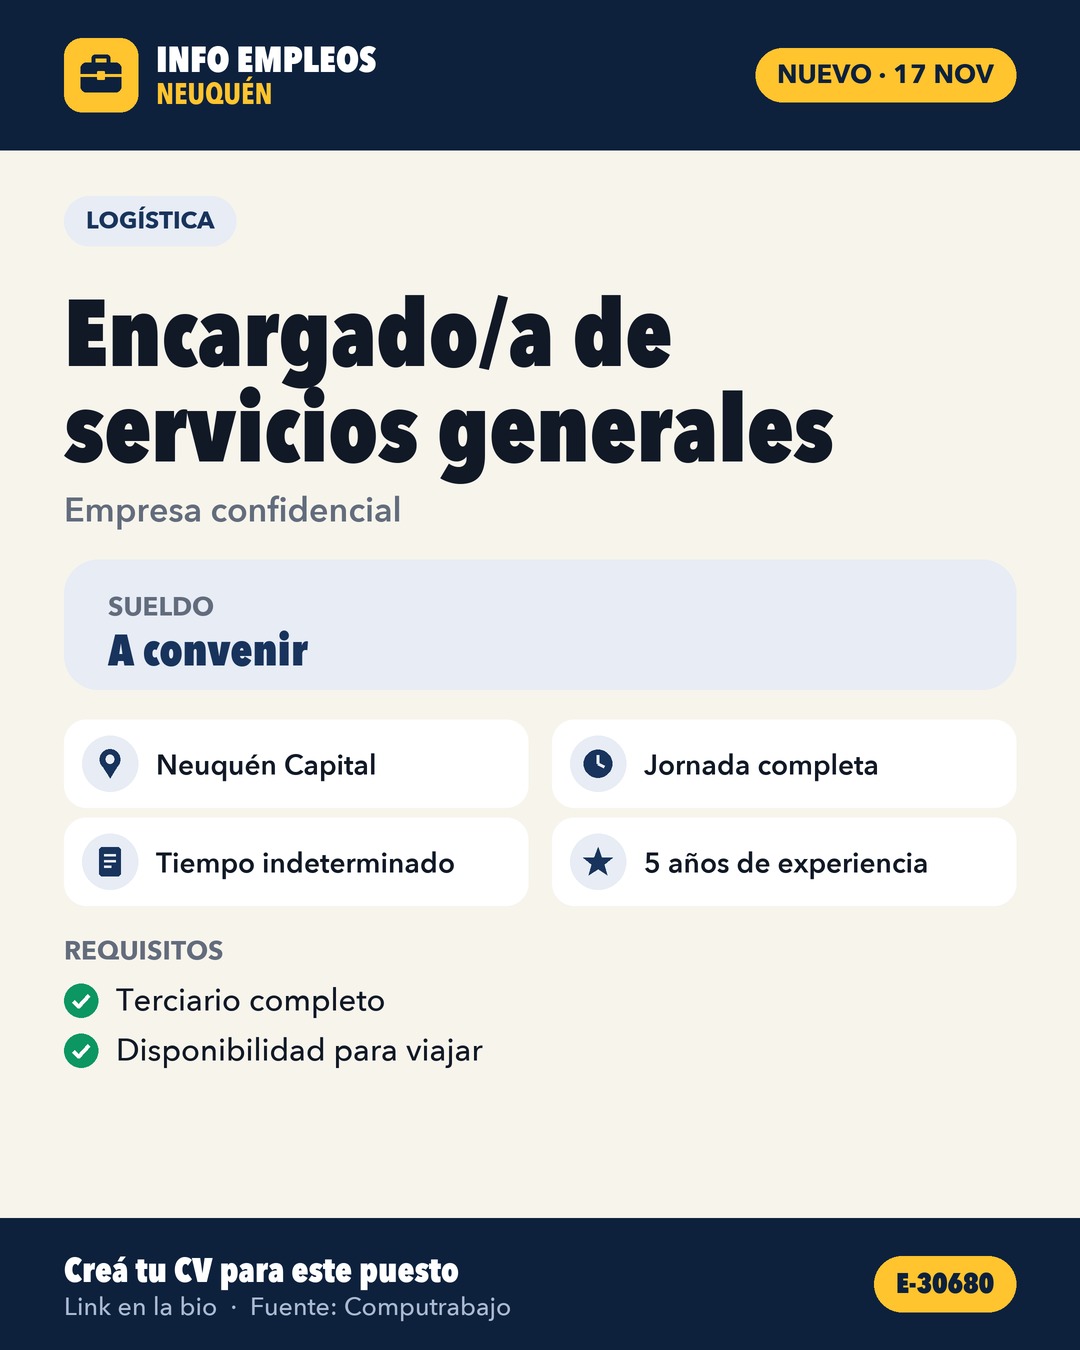 INFO EMPLEOS
NEUQUÉN
NUEVO · 17 NOV
LOGÍSTICA
Encargado/a de
servicios generales
Empresa confidencial
SUELDO
A convenir
Neuquén Capital
Jornada completa
Tiempo indeterminado
5 años de experiencia
REQUISITOS
Terciario completo
Disponibilidad para viajar
Creá tu CV para este puesto
Link en la bio · Fuente: Computrabajo
E-30680